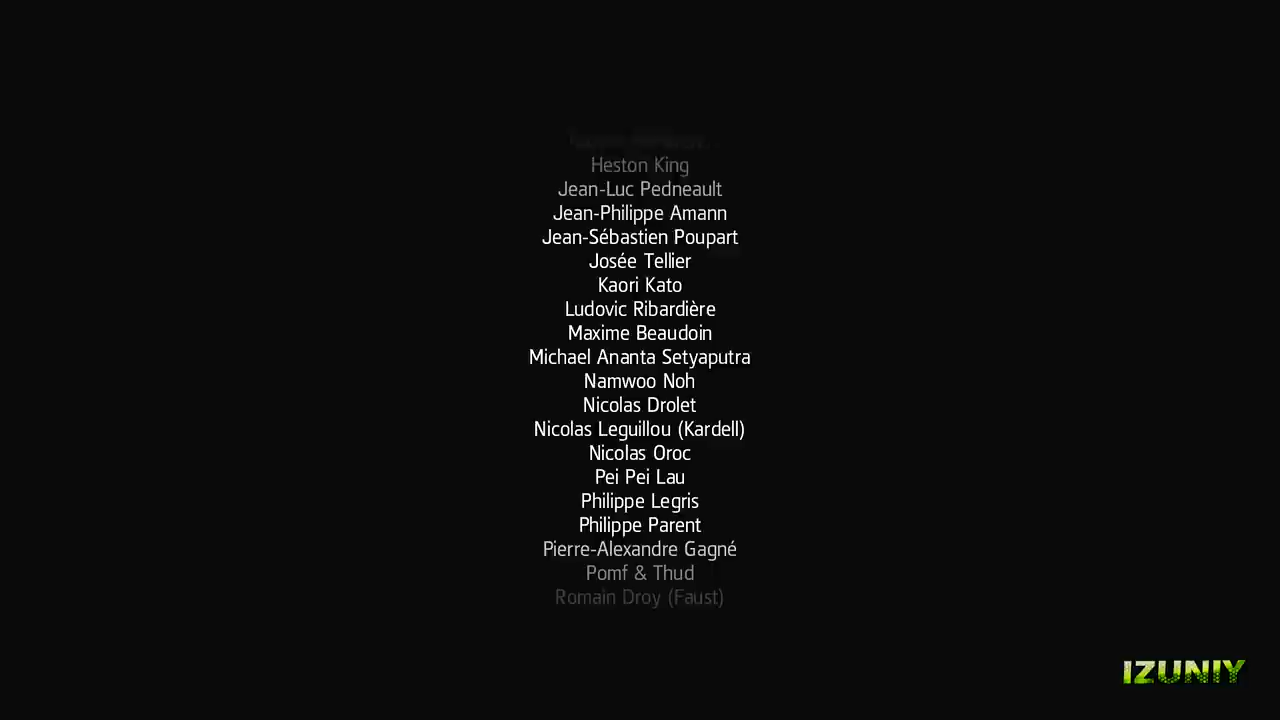 Heston King
Jean-Luc Pedneault
Jean-Philippe Amann
Jean-Sébastien Poupart
Josée Tellier
Kaori Kato
Ludovic Ribardière
Maxime Beaudoin
Michael Ananta Setyaputra
Namwoo Noh
Nicolas Drolet
Nicolas Leguillou (Kardell)
Nicolas Oroc
Pei Pei Lau
Philippe Legris
Philippe Parent
Pierre-Alexandre Gagné
Pomf & Thud
Romain Droy (Faust)
IZUNIY